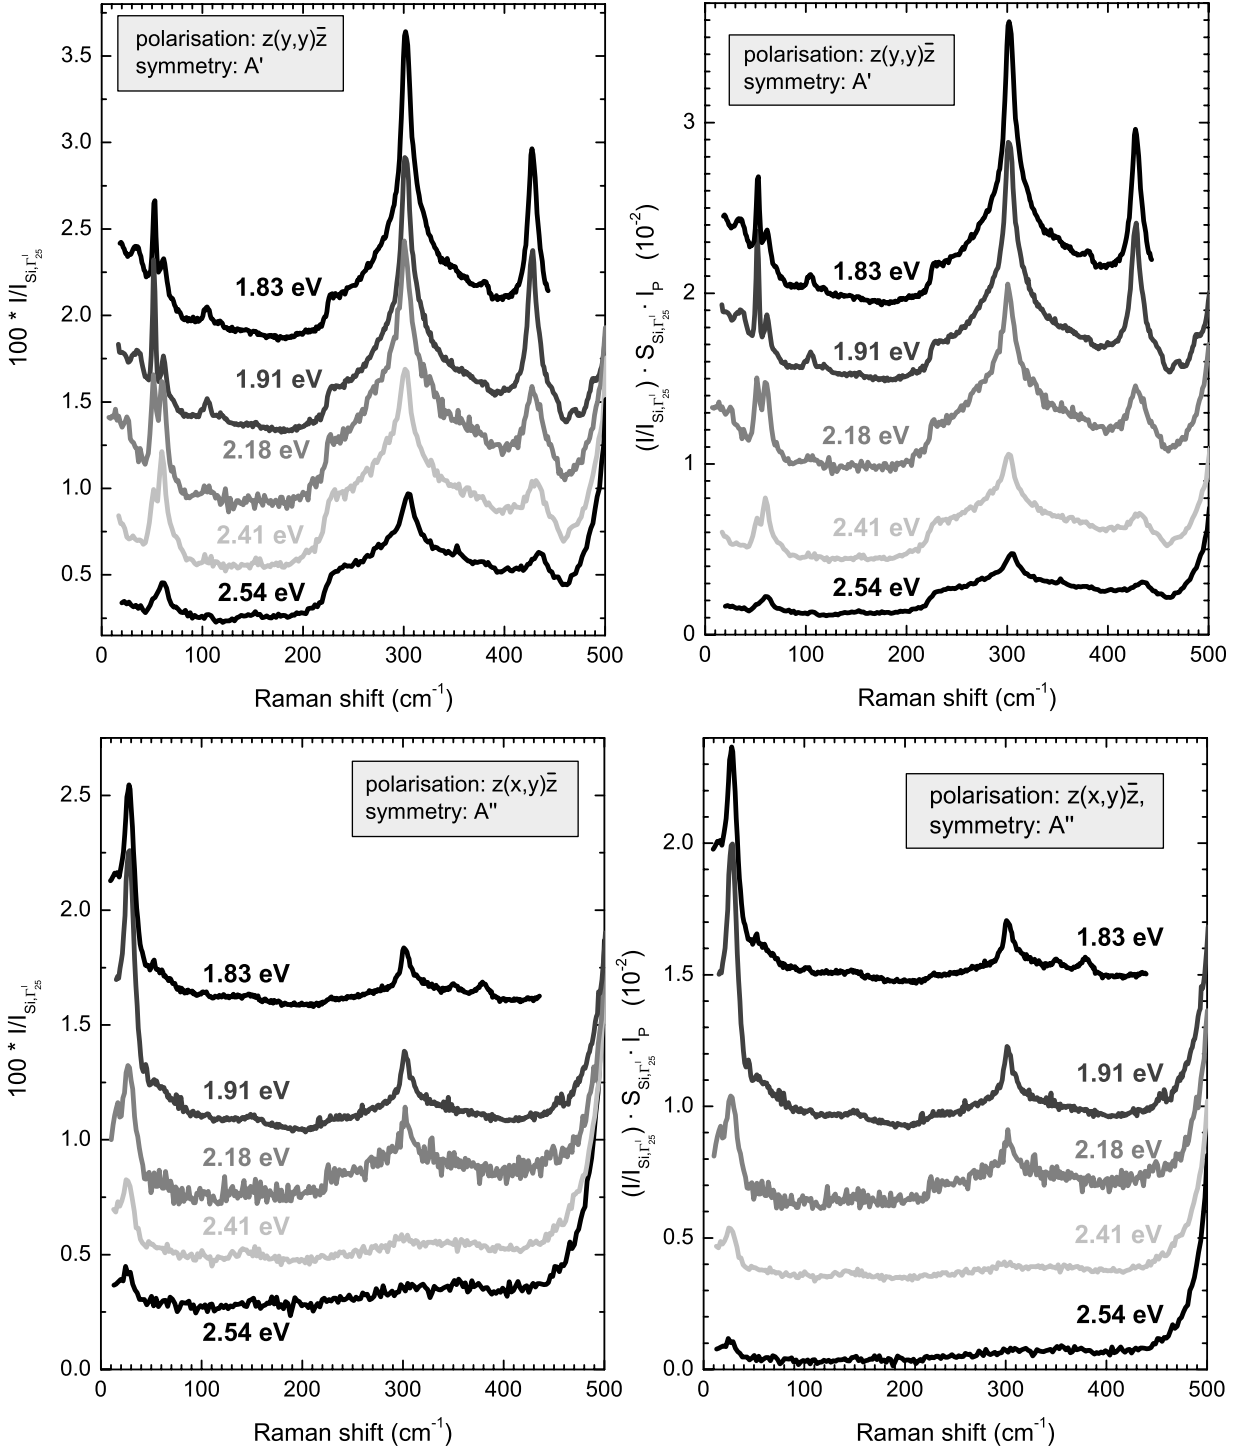 polarisation: z(y,y)z̄
symmetry: A'
3.5
3.0
2.5
2.0
1.5
1.0
0.5
100 * I/I_{Si,Γ'_{25}}
1.83 eV
1.91 eV
2.18 eV
2.41 eV
2.54 eV
0 100 200 300 400 500
Raman shift (cm⁻¹)
polarisation: z(y,y)z̄
symmetry: A'
3
2
1
0
(I/I_{Si,Γ'_{25}}) · S_{Si,Γ'_{25}} · I_P (10⁻²)
1.83 eV
1.91 eV
2.18 eV
2.41 eV
2.54 eV
0 100 200 300 400 500
Raman shift (cm⁻¹)
polarisation: z(x,y)z̄
symmetry: A''
2.5
2.0
1.5
1.0
0.5
0.0
100 * I/I_{Si,Γ'_{25}}
1.83 eV
1.91 eV
2.18 eV
2.41 eV
2.54 eV
0 100 200 300 400 500
Raman shift (cm⁻¹)
polarisation: z(x,y)z̄,
symmetry: A''
2.0
1.5
1.0
0.5
0.0
(I/I_{Si,Γ'_{25}}) · S_{Si,Γ'_{25}} · I_P (10⁻²)
1.83 eV
1.91 eV
2.18 eV
2.41 eV
2.54 eV
0 100 200 300 400 500
Raman shift (cm⁻¹)